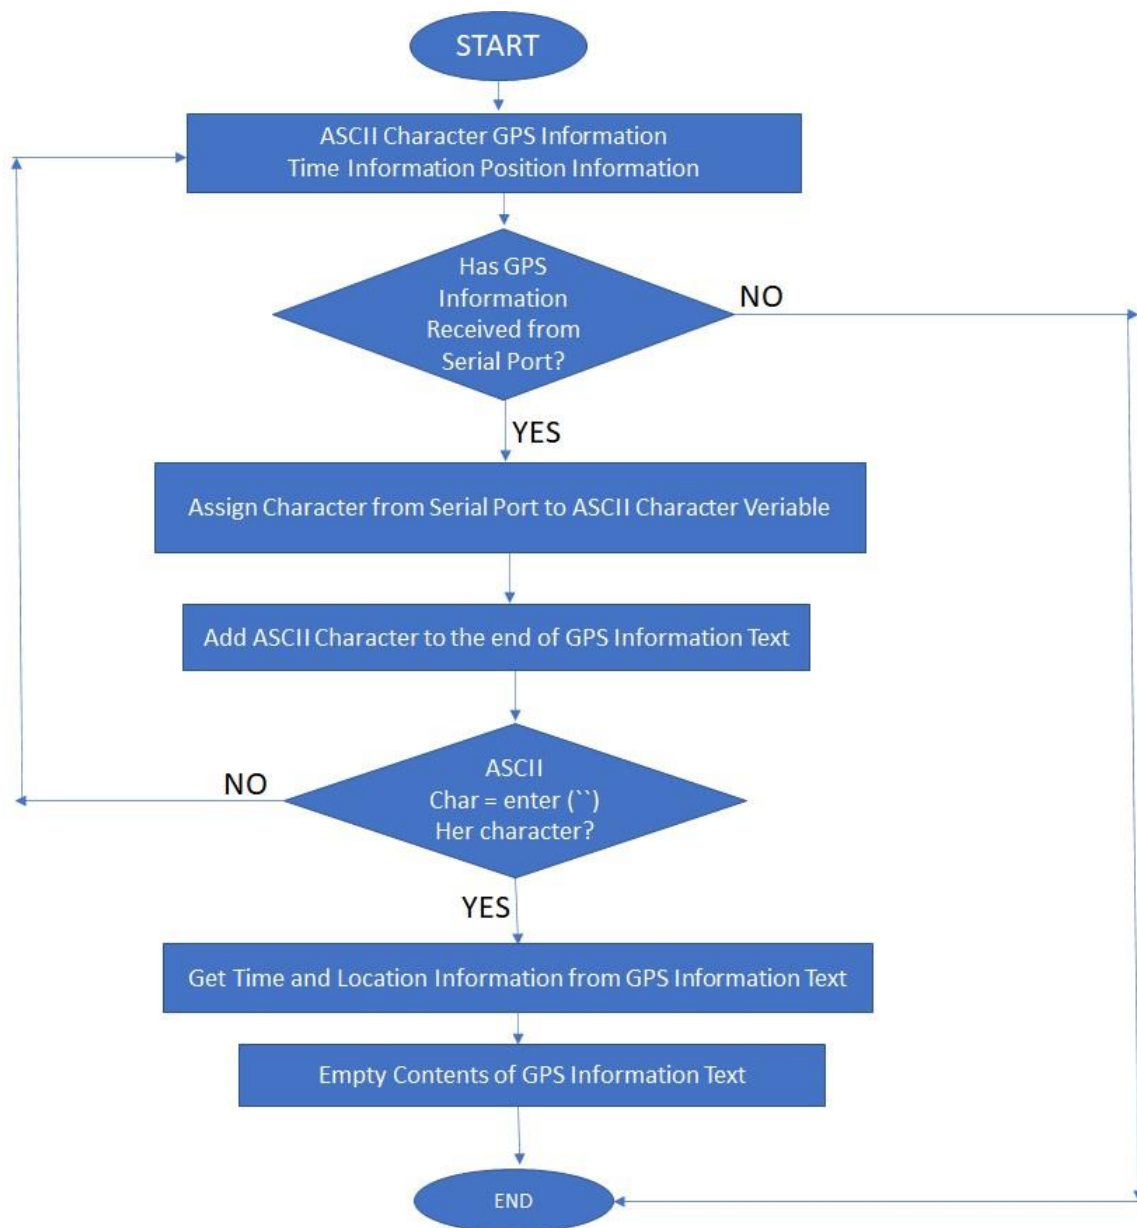 START
ASCII Character GPS Information
Time Information Position Information
Has GPS
Information
Received from
Serial Port?
NO
YES
Assign Character from Serial Port to ASCII Character Veriable
Add ASCII Character to the end of GPS Information Text
ASCII
Char = enter (``)
Her character?
NO
YES
Get Time and Location Information from GPS Information Text
Empty Contents of GPS Information Text
END